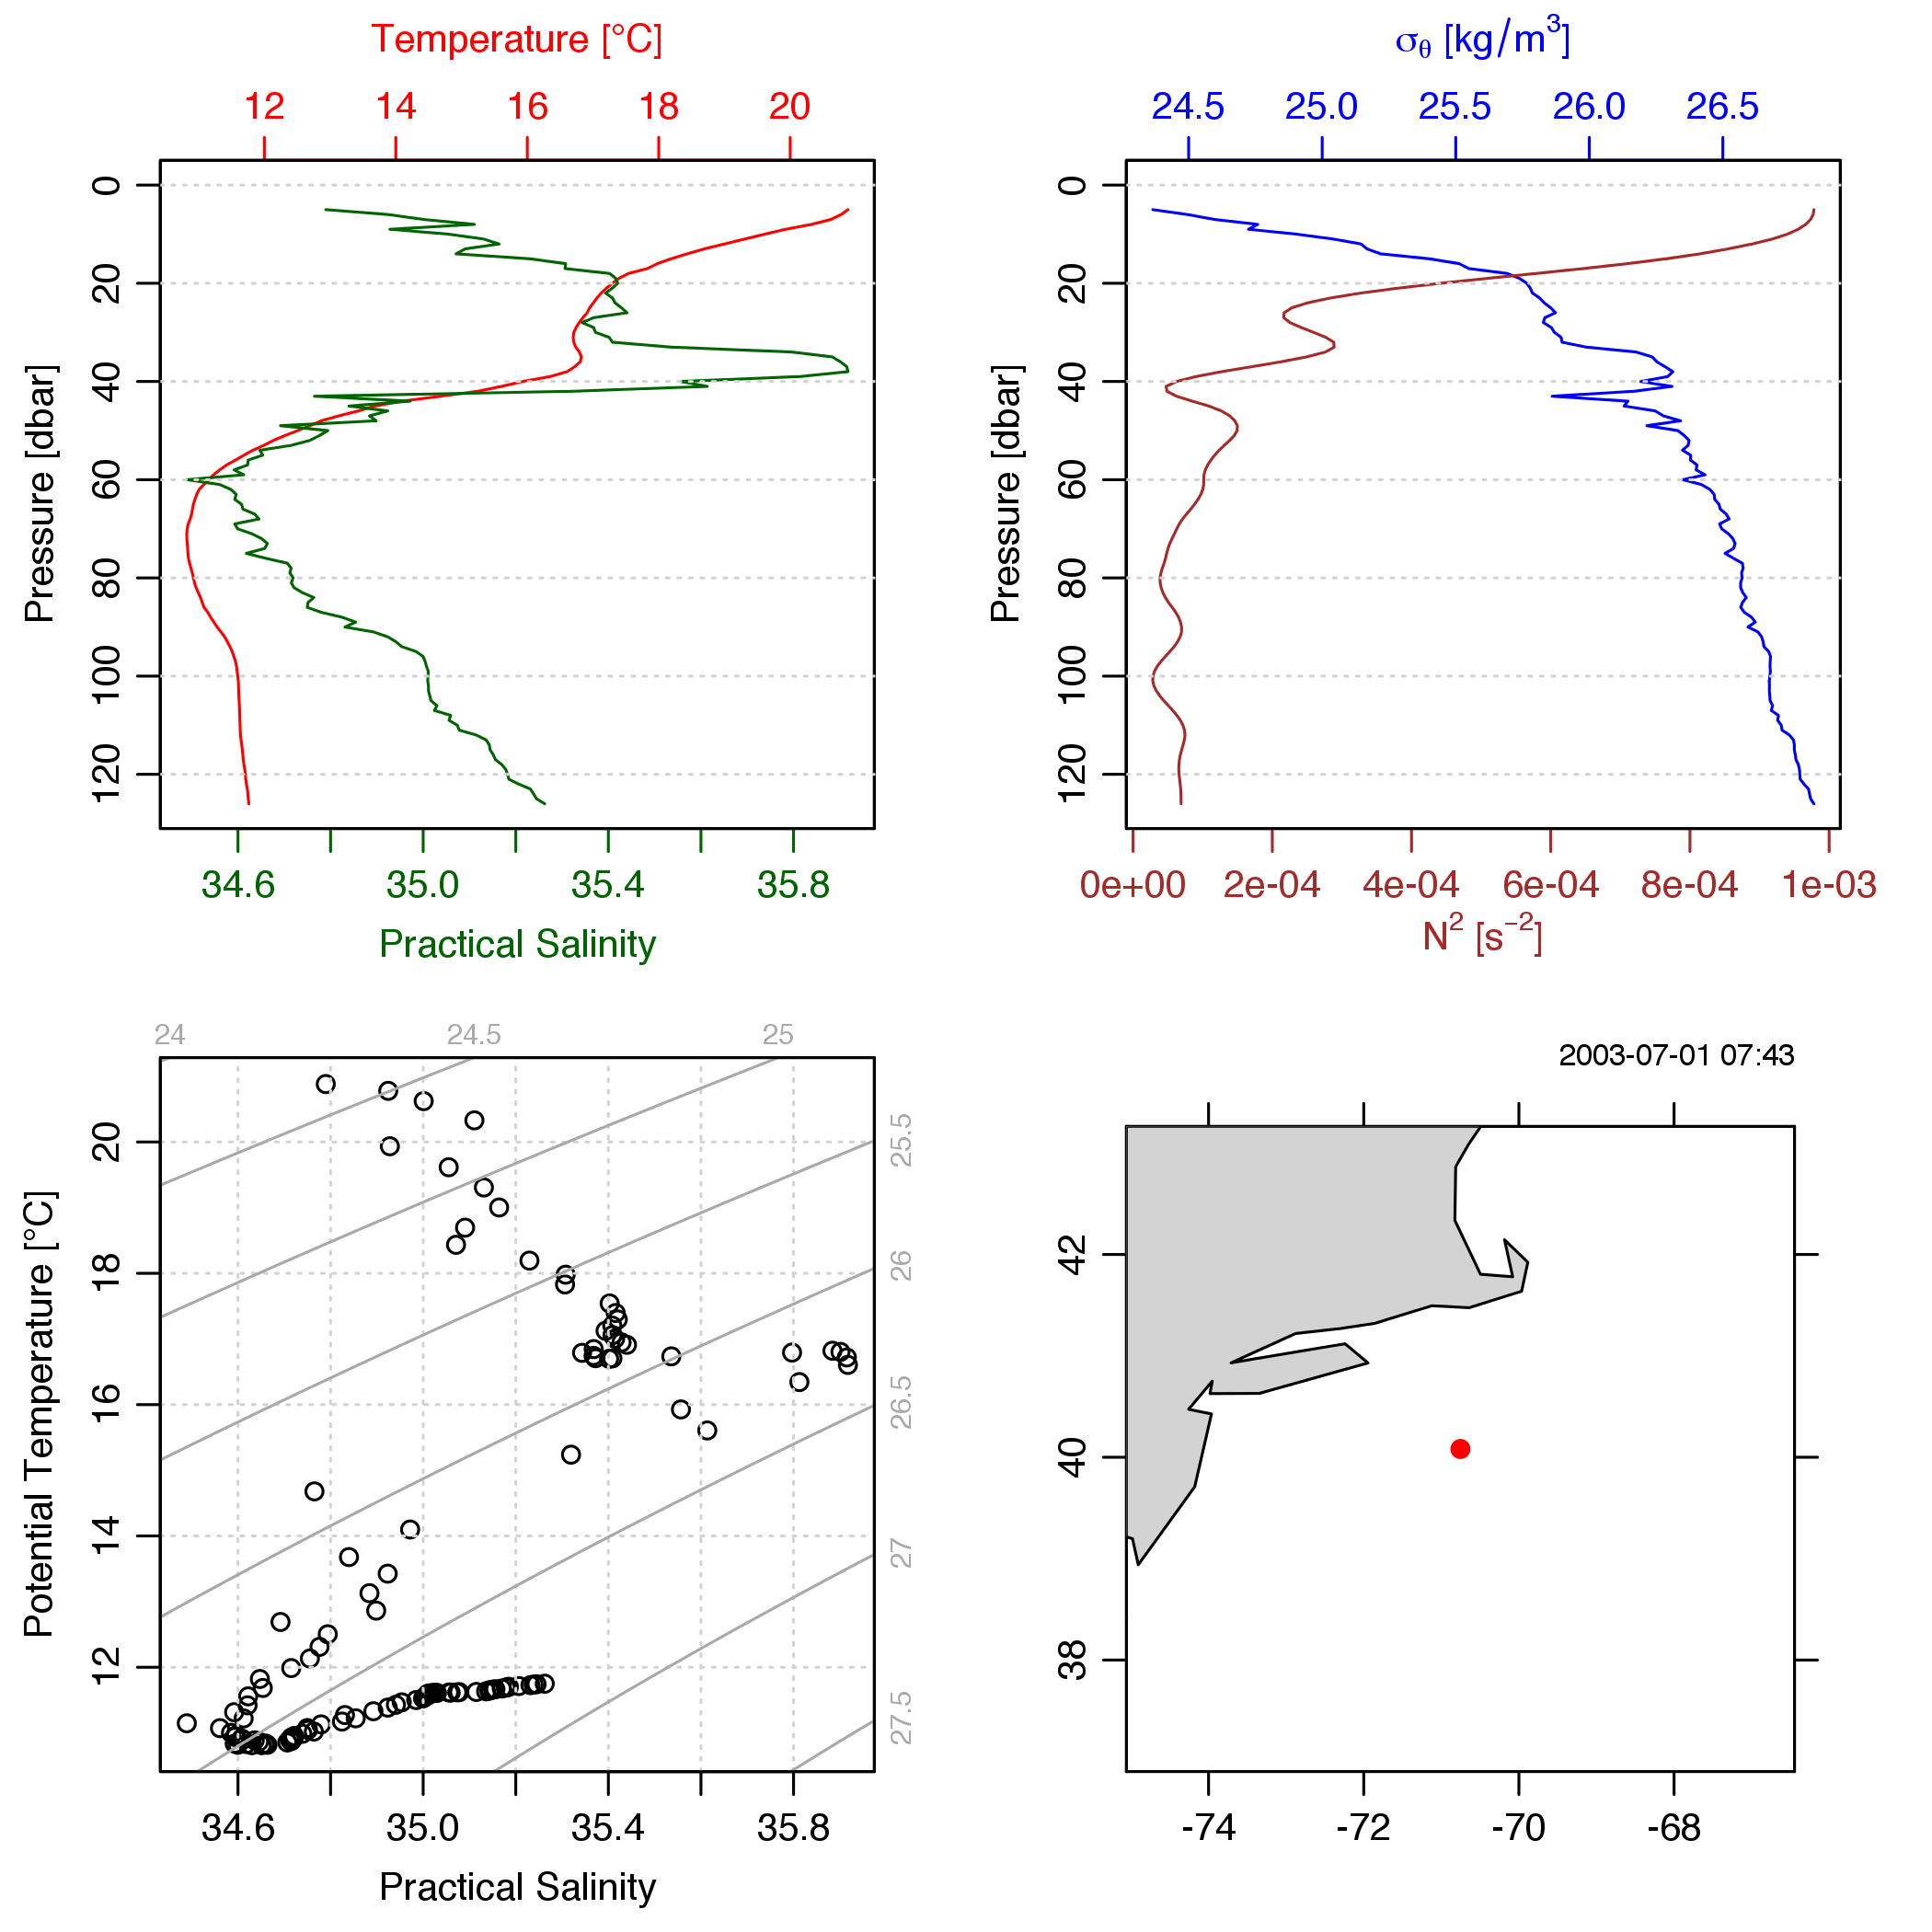 Temperature [°C]
12 14 16 18 20
0 20 40 60 80 100 120
Pressure [dbar]
34.6 35.0 35.4 35.8
Practical Salinity
σθ [kg/m³]
24.5 25.0 25.5 26.0 26.5
0 20 40 60 80 100 120
Pressure [dbar]
0e+00 2e-04 4e-04 6e-04 8e-04 1e-03
N² [s⁻²]
24 24.5 25
25.5 26 26.5 27 27.5
12 14 16 18 20
Potential Temperature [°C]
34.6 35.0 35.4 35.8
Practical Salinity
2003-07-01 07:43
42 40 38
-74 -72 -70 -68